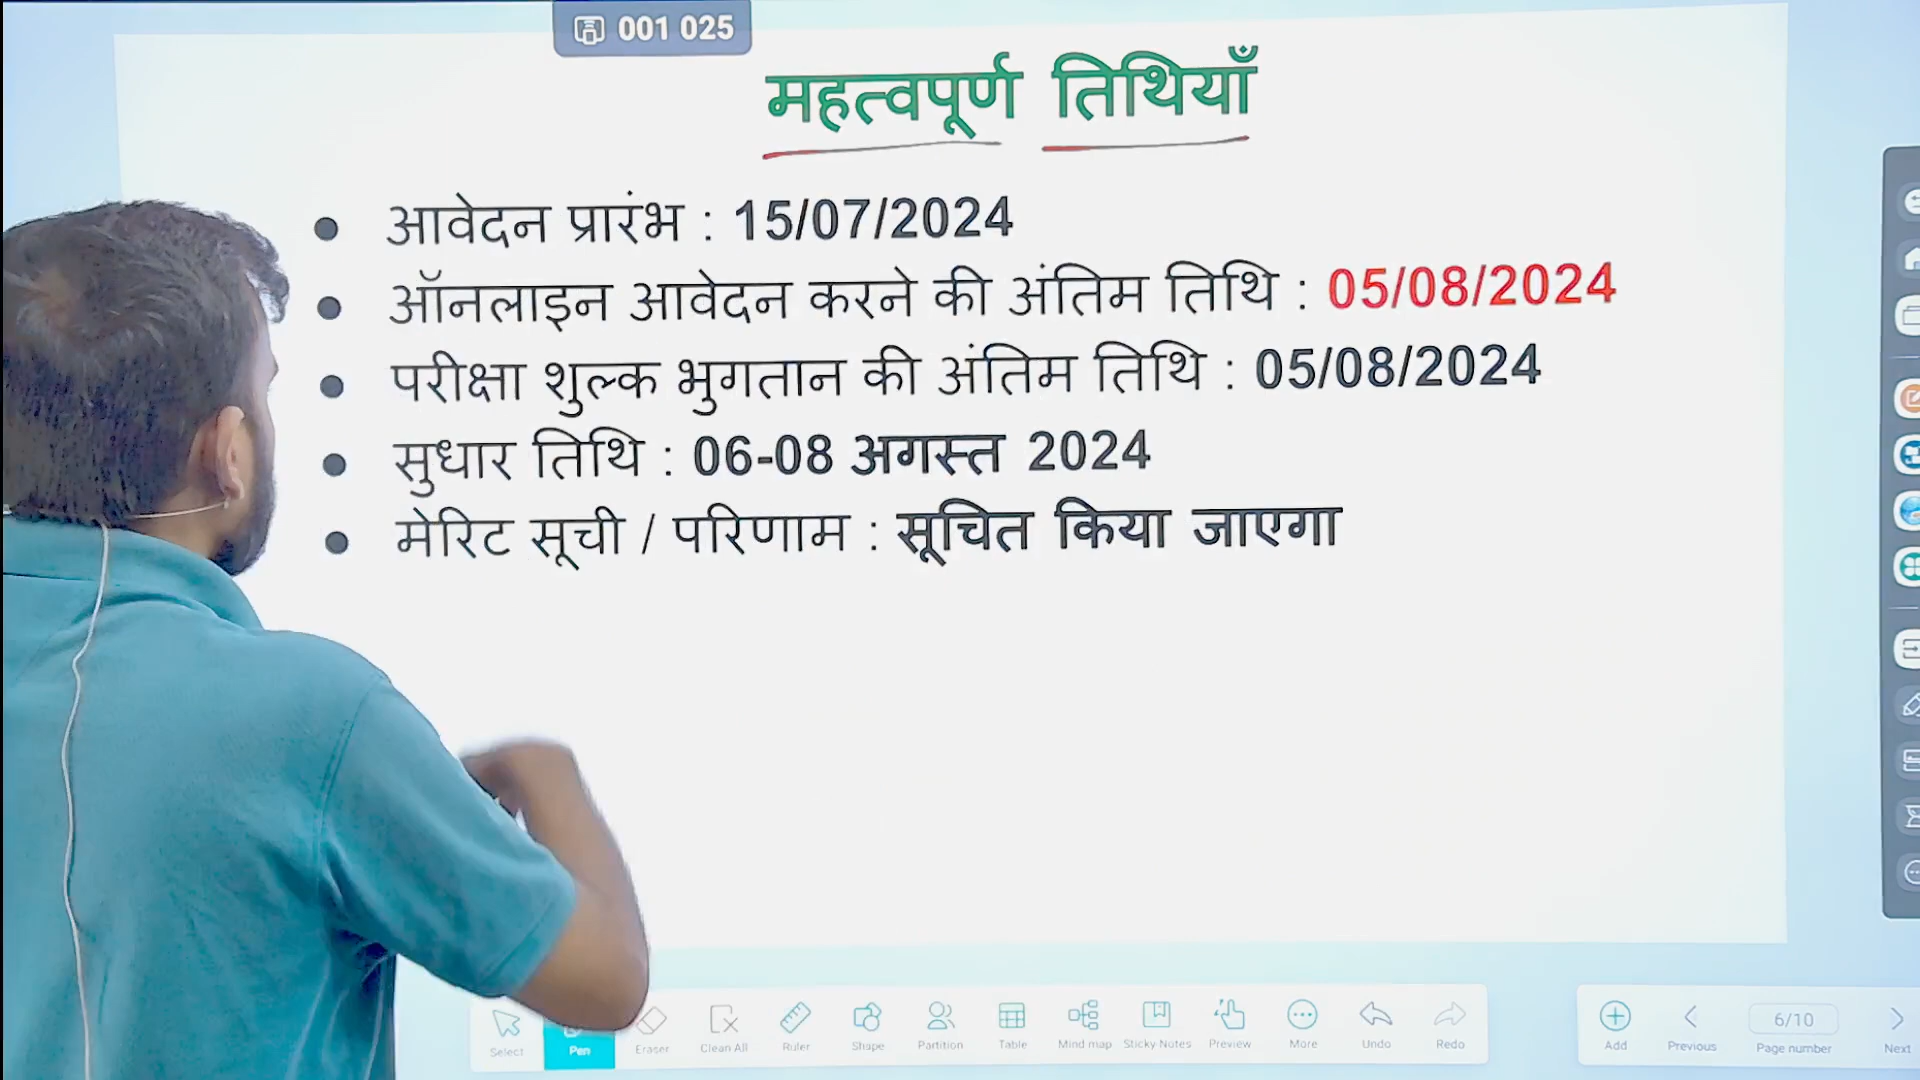 001 025
महत्वपूर्ण तिथियाँ
आवेदन प्रारंभ : 15/07/2024
ऑनलाइन आवेदन करने की अंतिम तिथि : 05/08/2024
परीक्षा शुल्क भुगतान की अंतिम तिथि : 05/08/2024
सुधार तिथि : 06-08 अगस्त 2024
मेरिट सूची / परिणाम : सूचित किया जाएगा
Select Pen Eraser Clean All Ruler Shape Partition Table Mind map Sticky Notes Preview More Undo Redo
6/10
Add Previous Page number Next